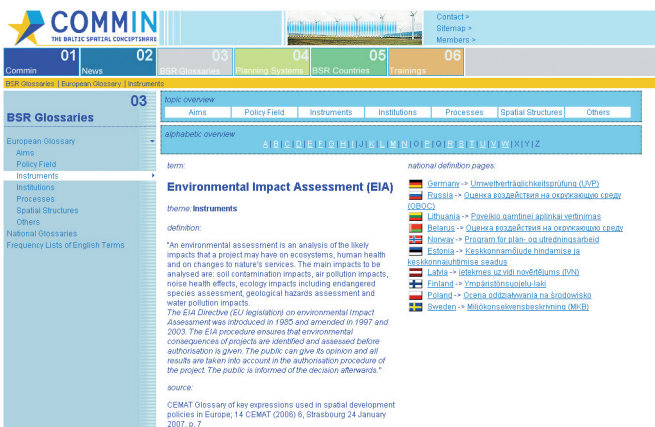 COMMIN
THE BALTIC SPATIAL CONCEPTSHARE
Contact >
Sitemap >
Members >
01
Commin
02
News
03
BSR Glossaries
04
Planning Systems
05
BSR Countries
06
Trainings
BSR Glossaries | European Glossary | Instruments
03
BSR Glossaries
European Glossary
Aims
Policy Field
Instruments
Institutions
Processes
Spatial Structures
Others
National Glossaries
Frequency Lists of English Terms
topic overview
Aims Policy Field Instruments Institutions Processes Spatial Structures Others
alphabetic overview
A|B|C|D|E|F|G|H|I|J|K|L|M|N|O|P|Q|R|S|T|U|V|W|X|Y|Z
term:
Environmental Impact Assessment (EIA)
theme: Instruments
definition:
"An environmental assessment is an analysis of the likely
impacts that a project may have on ecosystems, human health
and on changes to nature's services. The main impacts to be
analysed are: soil contamination impacts, air pollution impacts,
noise health effects, ecology impacts including endangered
species assessment, geological hazards assessment and
water pollution impacts.
The EIA Directive (EU legislation) on environmental Impact
Assessment was introduced in 1985 and amended in 1997 and
2003. The EIA procedure ensures that environmental
consequences of projects are identified and assessed before
authorisation is given. The public can give its opinion and all
results are taken into account in the authorisation procedure of
the project. The public is informed of the decision afterwards."
source:
CEMAT Glossary of key expressions used in spatial development
policies in Europe; 14 CEMAT (2006) 6, Strasbourg 24 January
2007, p. 7
national definition pages:
Germany -> Umweltverträglichkeitsprüfung (UVP)
Russia -> Оценка воздействия на окружающую среду
(ОВОС)
Lithuania -> Poveikio gamtinei aplinkai vertinimas
Belarus -> Оценка воздействия на окружающую среду
Norway -> Program for plan- og utredningsarbeid
Estonia -> Keskkonnamõjude hindamise ja
keskkonnajuhtimise seadus
Latvia -> Ietekmes uz vidi novērtējums (IVN)
Finland -> Ympäristönsuojelu-laki
Poland -> Ocena oddziaływania na środowisko
Sweden -> Miljökonsekvensbeskrivning (MKB)